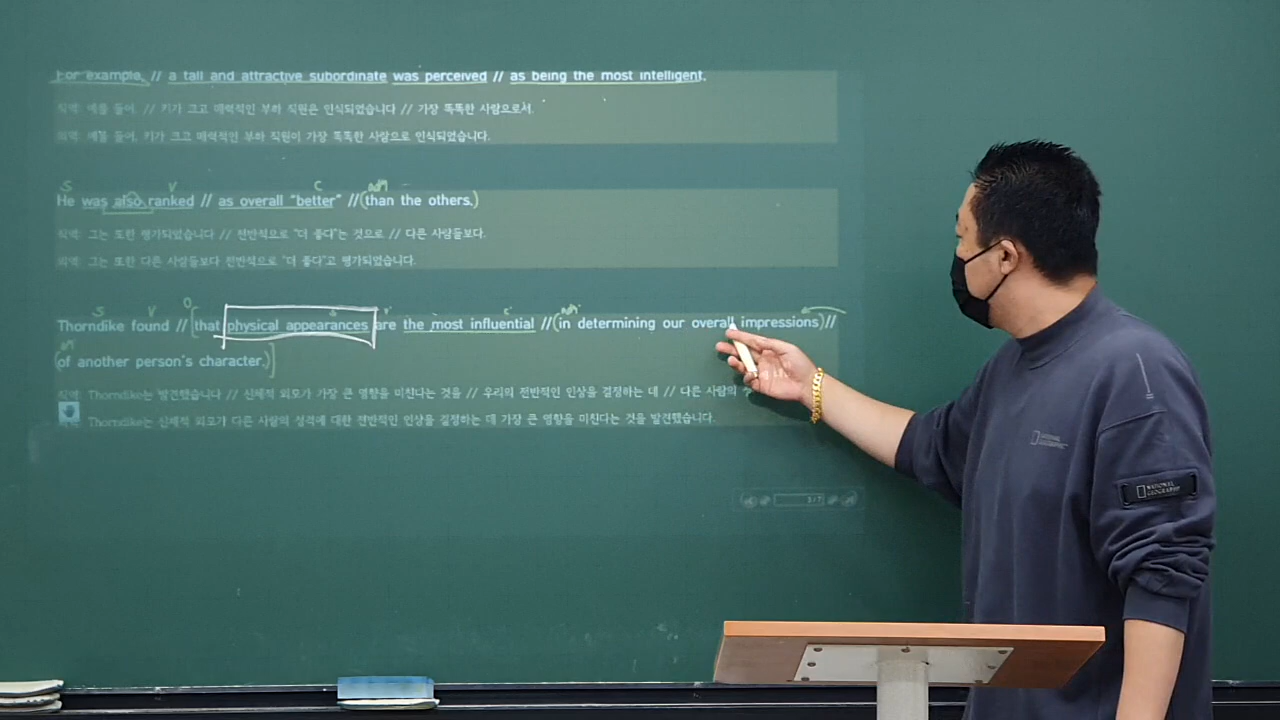 For example, // a tall and attractive subordinate was perceived // as being the most intelligent.
직역: 예를 들어, // 키가 크고 매력적인 부하 직원은 인식되었습니다 // 가장 똑똑한 사람으로서.
의역: 예를 들어, 키가 크고 매력적인 부하 직원이 가장 똑똑한 사람으로 인식되었습니다.
S V C
He was also ranked // as overall "better" //(than the others.)
직역: 그는 또한 평가되었습니다 // 전반적으로 "더 좋다"는 것으로 // 다른 사람들보다.
의역: 그는 또한 다른 사람들보다 전반적으로 "더 좋다"고 평가되었습니다.
S V O s' v' c'
Thorndike found //[that physical appearances are the most influential //(in determining our overall impressions)//
(of another person's character.)]
직역: Thorndike는 발견했습니다 // 신체적 외모가 가장 큰 영향을 미친다는 것을 // 우리의 전반적인 인상을 결정하는 데 // 다른 사람의
의역: Thorndike는 신체적 외모가 다른 사람의 성격에 대한 전반적인 인상을 결정하는 데 가장 큰 영향을 미친다는 것을 발견했습니다.
NATIONAL GEOGRAPHIC
NATIONAL
GEOGRAPHIC